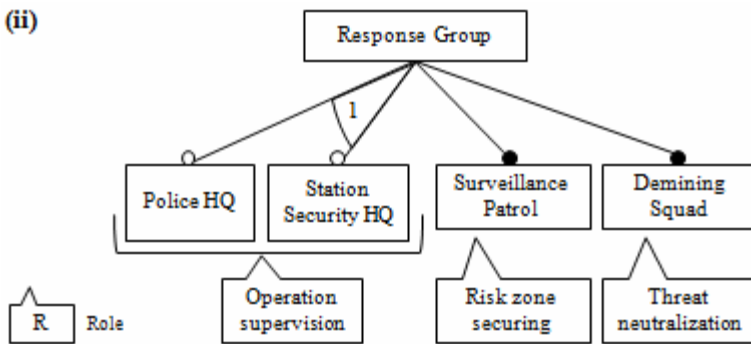 (ii)
Response Group
1
Police HQ
Station
Security HQ
Surveillance
Patrol
Demining
Squad
Operation
supervision
Risk zone
securing
Threat
neutralization
R
Role